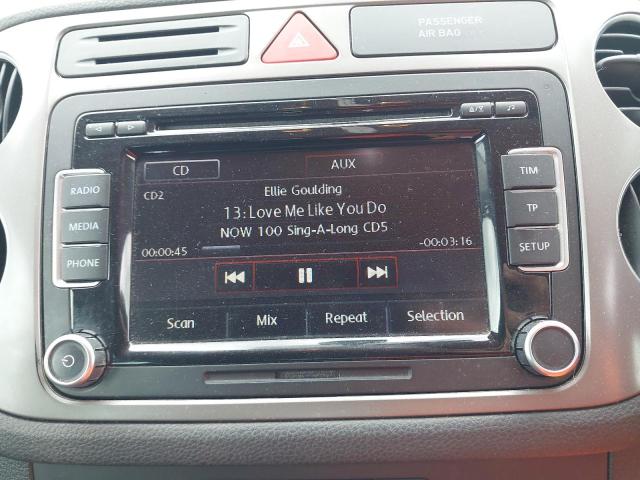 PASSENGER
AIR BAG
RADIO
MEDIA
PHONE
TIM
TP
SETUP
CD AUX
CD2 Ellie Goulding
13:Love Me Like You Do
NOW 100 Sing-A-Long CD5
00:00:45 -00:03:16
Scan Mix Repeat Selection